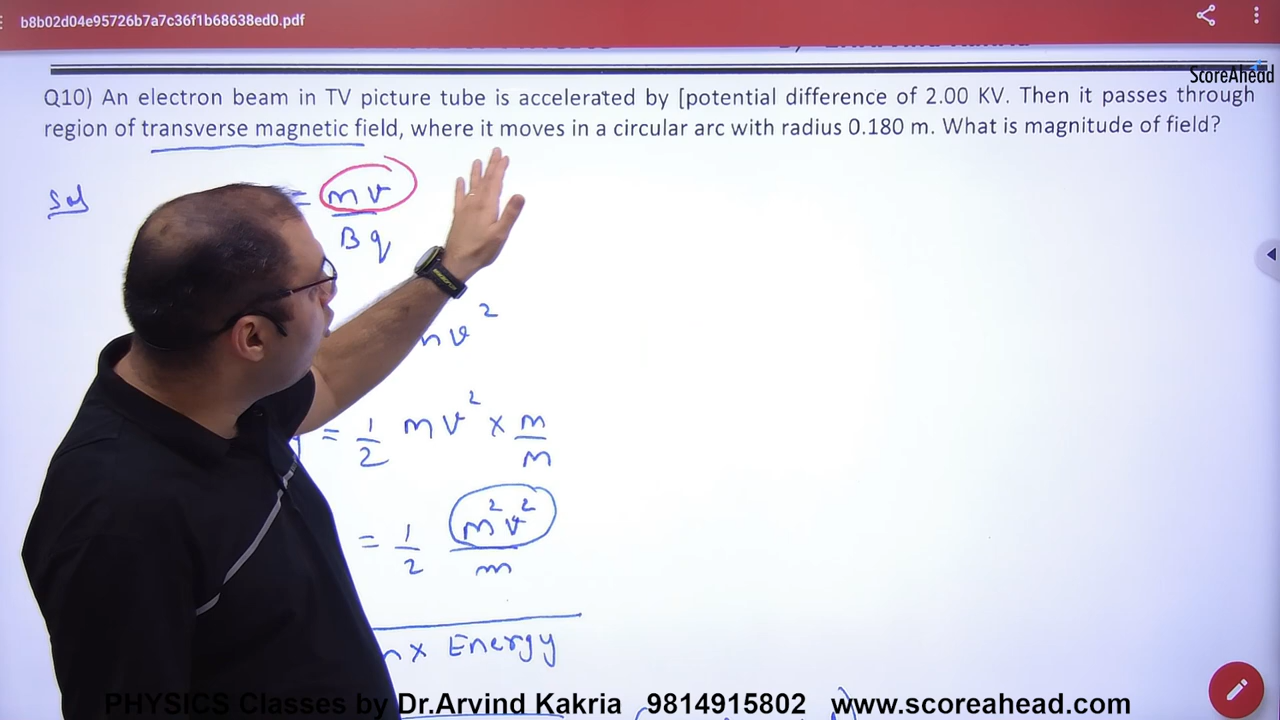 b8b02d04e95726b7a7c36f1b68638ed0.pdf
ScoreAhead
Q10) An electron beam in TV picture tube is accelerated by [potential difference of 2.00 KV. Then it passes through
region of transverse magnetic field, where it moves in a circular arc with radius 0.180 m. What is magnitude of field?
Sol
= mv
Bq
mv²
= 1/2 mv² × m/m
= 1/2 m²v²/m
m × Energy
PHYSICS Classes by Dr.Arvind Kakria 9814915802 www.scoreahead.com